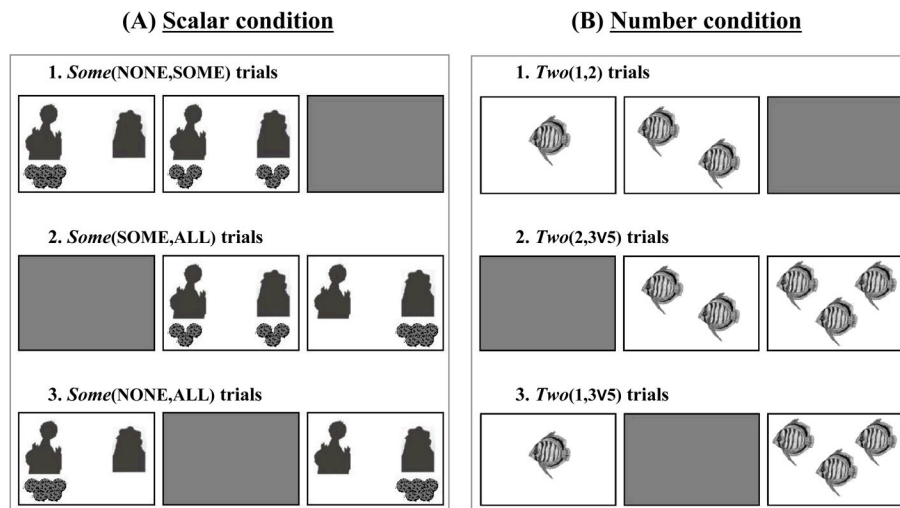 (A) Scalar condition
1. Some(NONE,SOME) trials
2. Some(SOME,ALL) trials
3. Some(NONE,ALL) trials
(B) Number condition
1. Two(1,2) trials
2. Two(2,3∨5) trials
3. Two(1,3∨5) trials